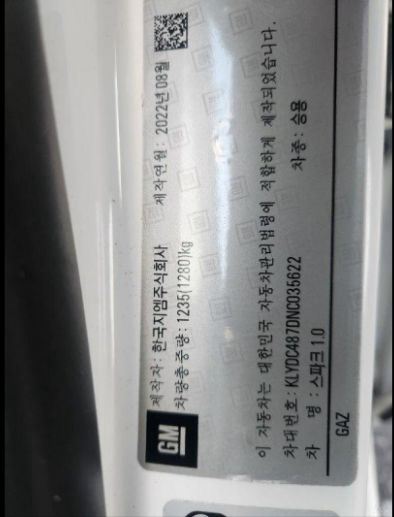 GM
제작자 : 한국지엠주식회사 제작연월 : 2022년 08월
차량총중량 : 1235(1280)kg
이 자동차는 대한민국 자동차관리법령에 적합하게 제작되었습니다.
차대번호 : KLYDC487DNC035622 차종 : 승용
차 명 : 스파크 1.0
GAZ